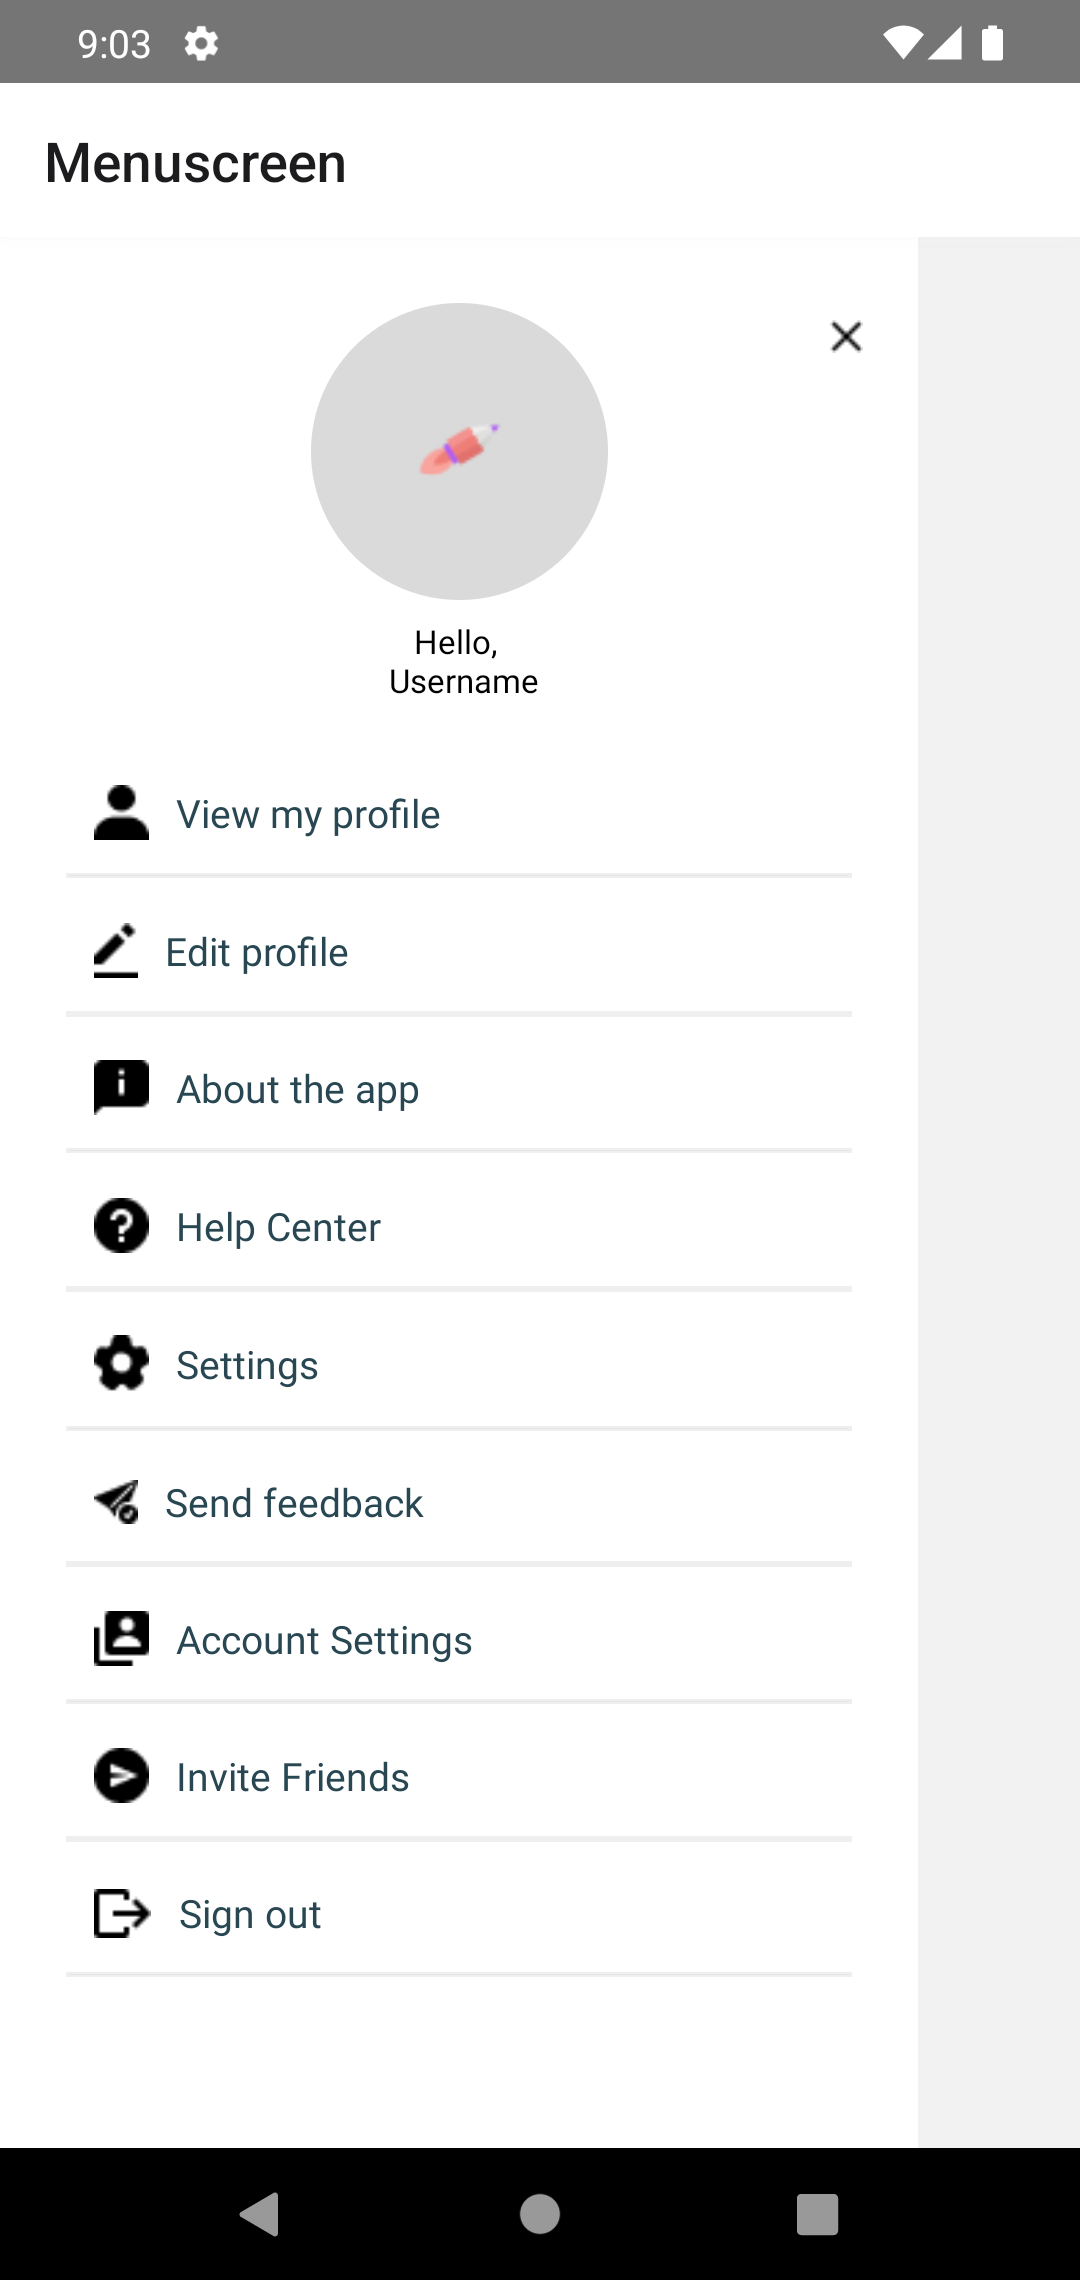 9:03
Menuscreen
Hello,
Username
View my profile
Edit profile
About the app
Help Center
Settings
Send feedback
Account Settings
Invite Friends
Sign out